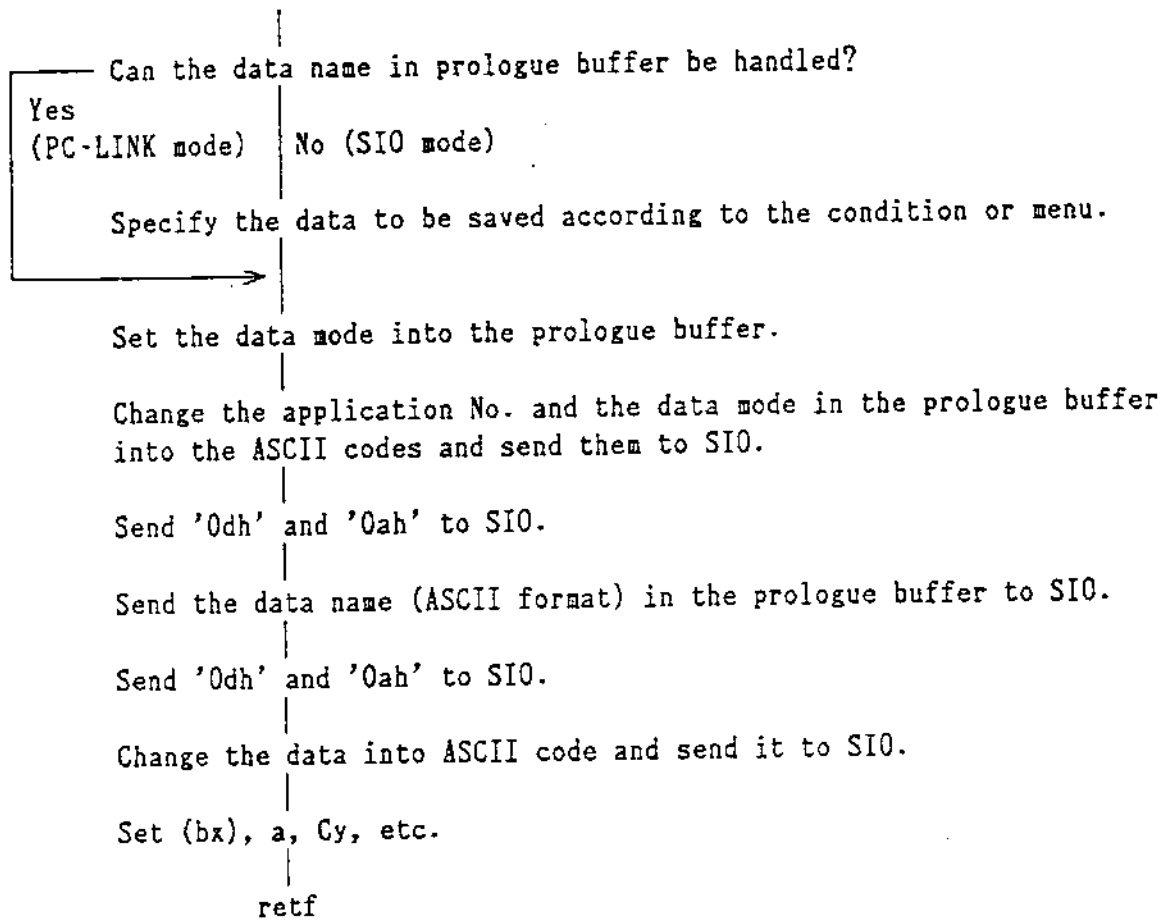 Can the data name in prologue buffer be handled?
Yes
(PC-LINK mode) No (SIO mode)
Specify the data to be saved according to the condition or menu.
Set the data mode into the prologue buffer.
Change the application No. and the data mode in the prologue buffer
into the ASCII codes and send them to SIO.
Send '0dh' and '0ah' to SIO.
Send the data name (ASCII format) in the prologue buffer to SIO.
Send '0dh' and '0ah' to SIO.
Change the data into ASCII code and send it to SIO.
Set (bx), a, Cy, etc.
retf